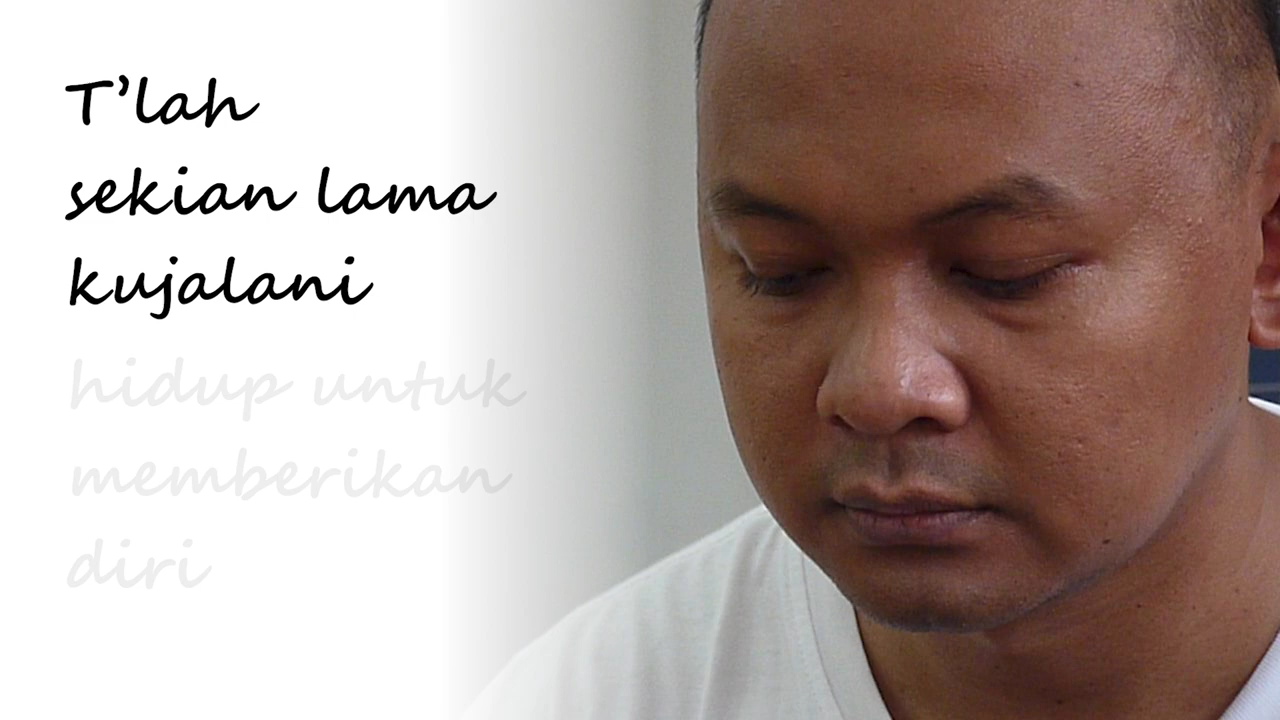 T’lah
sekian lama
kujalani
hidup untuk
memberikan
diri